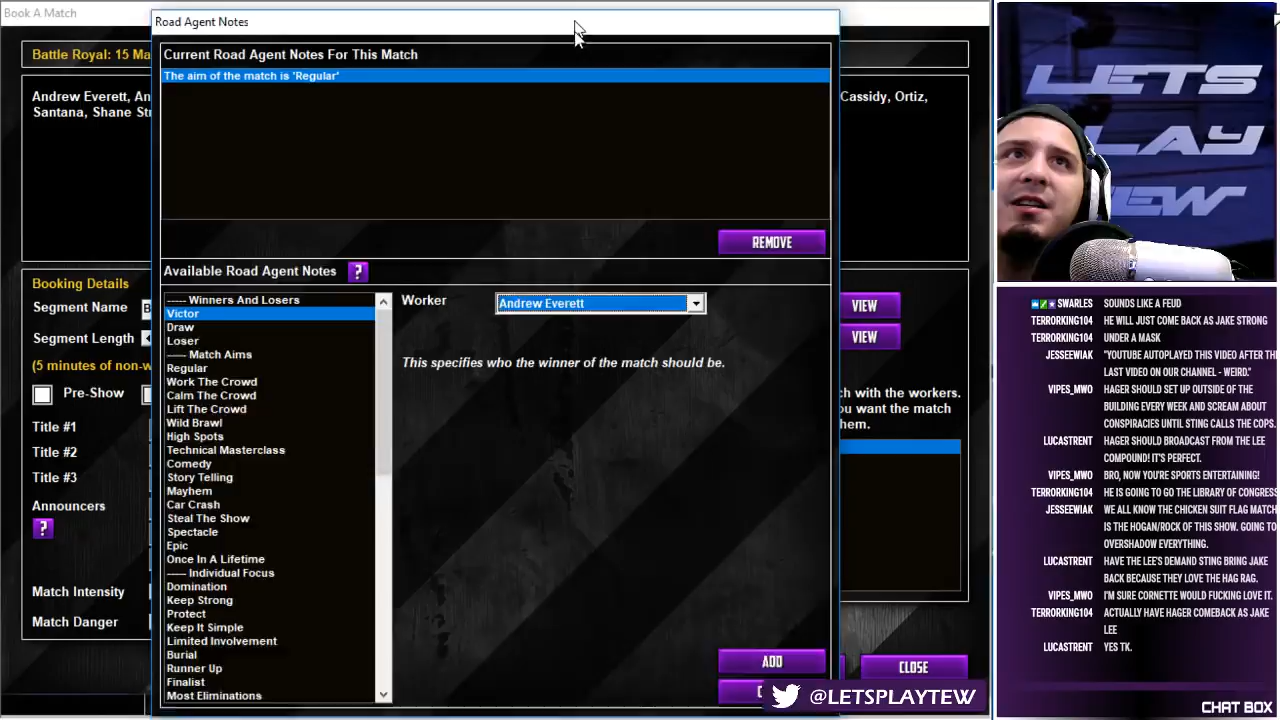 Book A Match
Road Agent Notes
Battle Royal: 15 Ma
Current Road Agent Notes For This Match
The aim of the match is 'Regular'
Andrew Everett, An
Cassidy, Ortiz,
Santana, Shane St
REMOVE
Available Road Agent Notes ?
Booking Details
Segment Name B
Segment Length
(5 minutes of non-w
Pre-Show
Title #1
Title #2
Title #3
Announcers
?
Match Intensity
Match Danger
----- Winners And Losers
Victor
Draw
Loser
----- Match Aims
Regular
Work The Crowd
Calm The Crowd
Lift The Crowd
Wild Brawl
High Spots
Technical Masterclass
Comedy
Story Telling
Mayhem
Car Crash
Steal The Show
Spectacle
Epic
Once In A Lifetime
----- Individual Focus
Domination
Keep Strong
Protect
Keep It Simple
Limited Involvement
Burial
Runner Up
Finalist
Most Eliminations
Worker Andrew Everett
This specifies who the winner of the match should be.
VIEW
VIEW
ch with the workers.
ou want the match
hem.
ADD
CLOSE
@LETSPLAYTEW
LETS
PLAY
TEW
SWARLES SOUNDS LIKE A FEUD
TERRORKING104 HE WILL JUST COME BACK AS JAKE STRONG
TERRORKING104 UNDER A MASK
JESSEEWIAK "YOUTUBE AUTOPLAYED THIS VIDEO AFTER THE
LAST VIDEO ON OUR CHANNEL - WEIRD."
VIPES_MWO HAGER SHOULD SET UP OUTSIDE OF THE
BUILDING EVERY WEEK AND SCREAM ABOUT
CONSPIRACIES UNTIL STING CALLS THE COPS.
LUCASTRENT HAGER SHOULD BROADCAST FROM THE LEE
COMPOUND! IT'S PERFECT.
VIPES_MWO BRO, NOW YOU'RE SPORTS ENTERTAINING!
TERRORKING104 HE IS GOING TO GO THE LIBRARY OF CONGRESS
JESSEEWIAK WE ALL KNOW THE CHICKEN SUIT FLAG MATCH
IS THE HOGAN/ROCK OF THIS SHOW. GOING TO
OVERSHADOW EVERYTHING.
LUCASTRENT HAVE THE LEE'S DEMAND STING BRING JAKE
BACK BECAUSE THEY LOVE THE HAG RAG.
VIPES_MWO I'M SURE CORNETTE WOULD FUCKING LOVE IT.
TERRORKING104 ACTUALLY HAVE HAGER COMEBACK AS JAKE
LEE
LUCASTRENT YES TK.
CHAT BOX